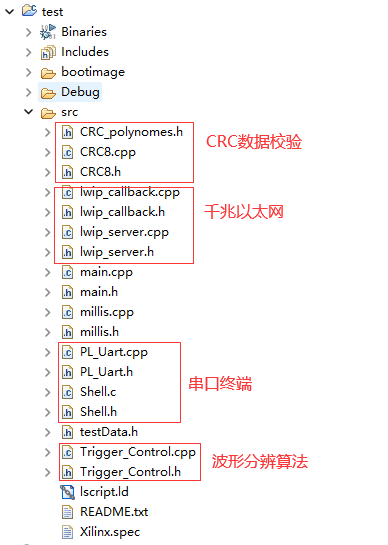 test
Binaries
Includes
bootimage
Debug
src
CRC_polynomes.h
CRC8.cpp
CRC8.h
CRC数据校验
lwip_callback.cpp
lwip_callback.h
lwip_server.cpp
lwip_server.h
千兆以太网
main.cpp
main.h
millis.cpp
millis.h
PL_Uart.cpp
PL_Uart.h
Shell.c
Shell.h
串口终端
testData.h
Trigger_Control.cpp
Trigger_Control.h
波形分辨算法
lscript.ld
README.txt
Xilinx.spec